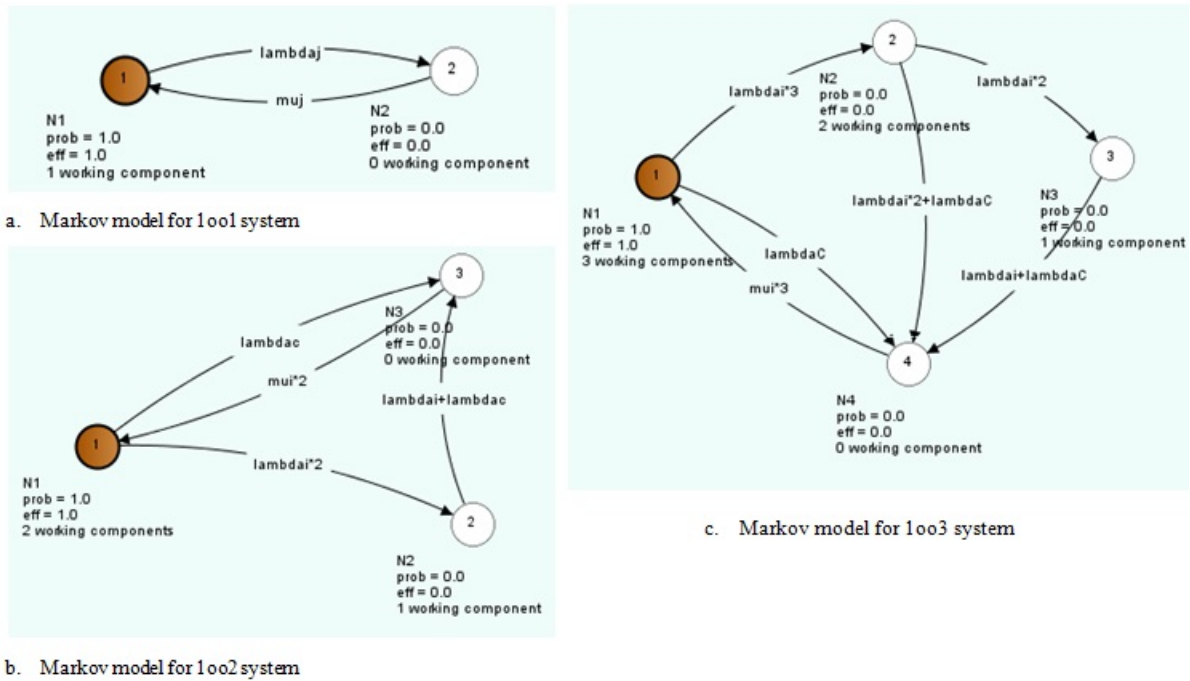 lambdaj
1
2
muj
N1
prob = 1.0
eff = 1.0
1 working component
N2
prob = 0.0
eff = 0.0
0 working component
a. Markov model for 1oo1 system
3
N3
prob = 0.0
eff = 0.0
0 working component
lambdac
mui*2
lambdai+lambdac
1
lambdai*2
N1
prob = 1.0
eff = 1.0
2 working components
2
N2
prob = 0.0
eff = 0.0
1 working component
b. Markov model for 1oo2 system
2
lambdai*3
N2
prob = 0.0
eff = 0.0
2 working components
lambdai*2
3
1
N3
prob = 0.0
eff = 0.0
1 working component
lambdai*2+lambdaC
N1
prob = 1.0
eff = 1.0
3 working components
lambdaC
mui*3
lambdai+lambdaC
4
N4
prob = 0.0
eff = 0.0
0 working component
c. Markov model for 1oo3 system